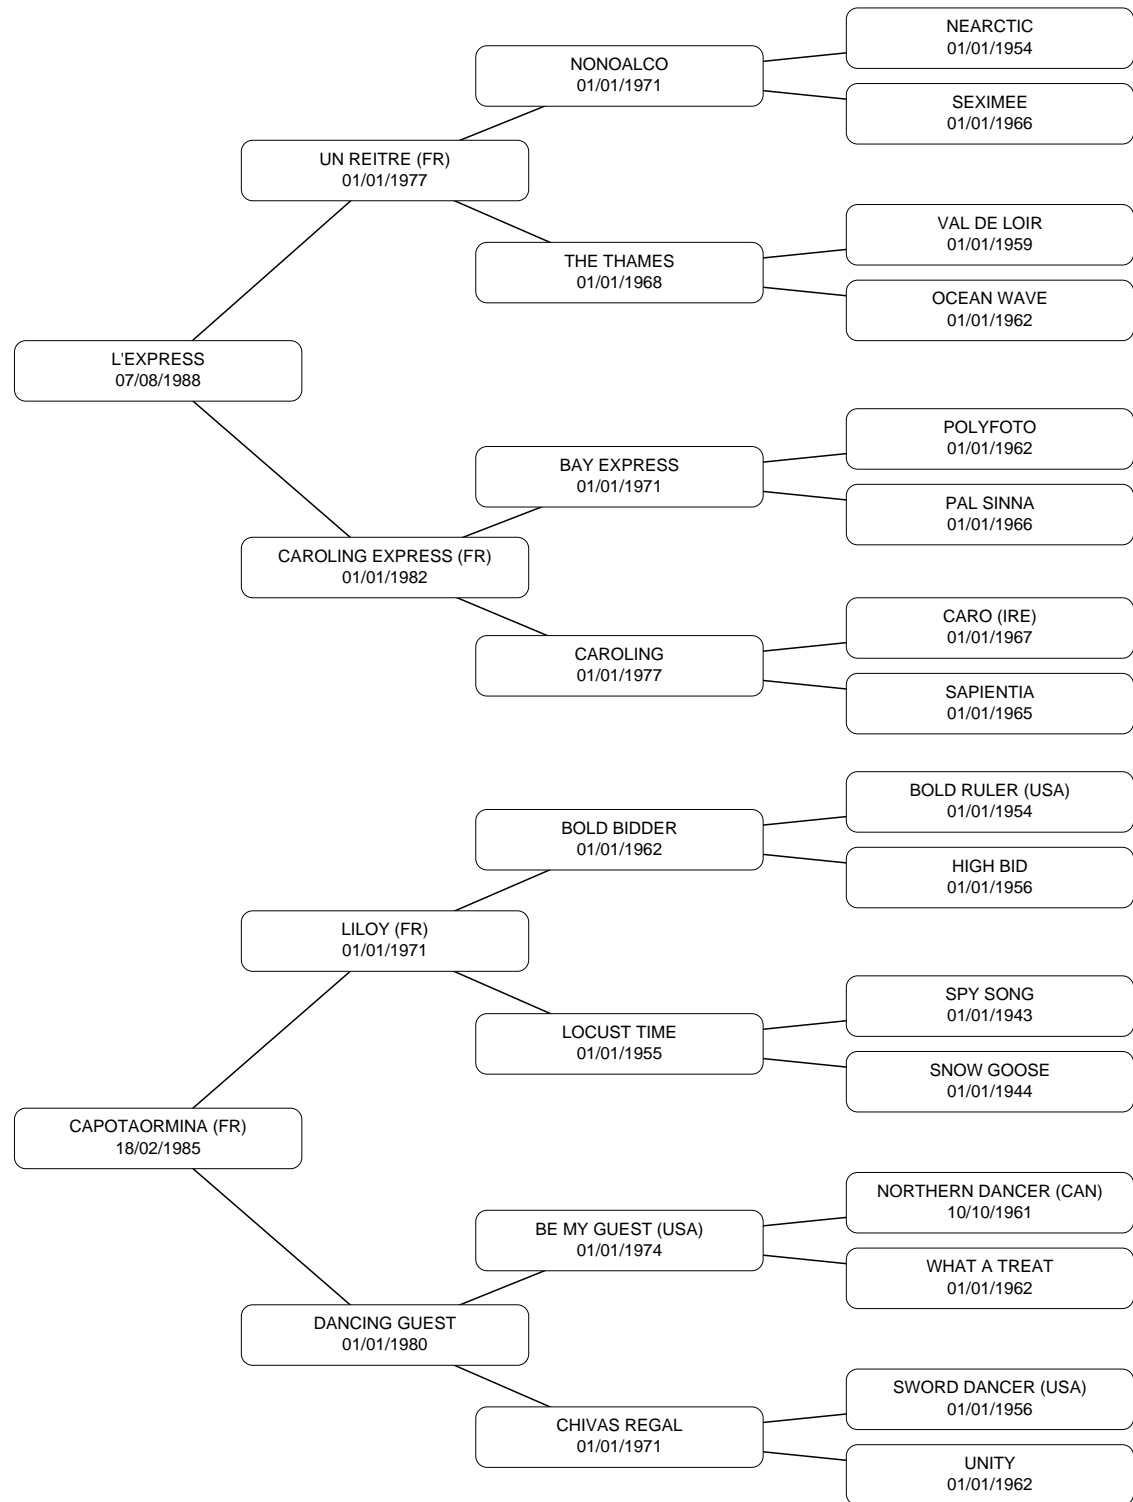 NEARCTIC
01/01/1954
NONOALCO
01/01/1971
SEXIMEE
01/01/1966
UN REITRE (FR)
01/01/1977
VAL DE LOIR
01/01/1959
THE THAMES
01/01/1968
OCEAN WAVE
01/01/1962
L'EXPRESS
07/08/1988
POLYFOTO
01/01/1962
BAY EXPRESS
01/01/1971
PAL SINNA
01/01/1966
CAROLING EXPRESS (FR)
01/01/1982
CARO (IRE)
01/01/1967
CAROLING
01/01/1977
SAPIENTIA
01/01/1965
BOLD RULER (USA)
01/01/1954
BOLD BIDDER
01/01/1962
HIGH BID
01/01/1956
LILOY (FR)
01/01/1971
SPY SONG
01/01/1943
LOCUST TIME
01/01/1955
SNOW GOOSE
01/01/1944
CAPOTAORMINA (FR)
18/02/1985
NORTHERN DANCER (CAN)
10/10/1961
BE MY GUEST (USA)
01/01/1974
WHAT A TREAT
01/01/1962
DANCING GUEST
01/01/1980
SWORD DANCER (USA)
01/01/1956
CHIVAS REGAL
01/01/1971
UNITY
01/01/1962